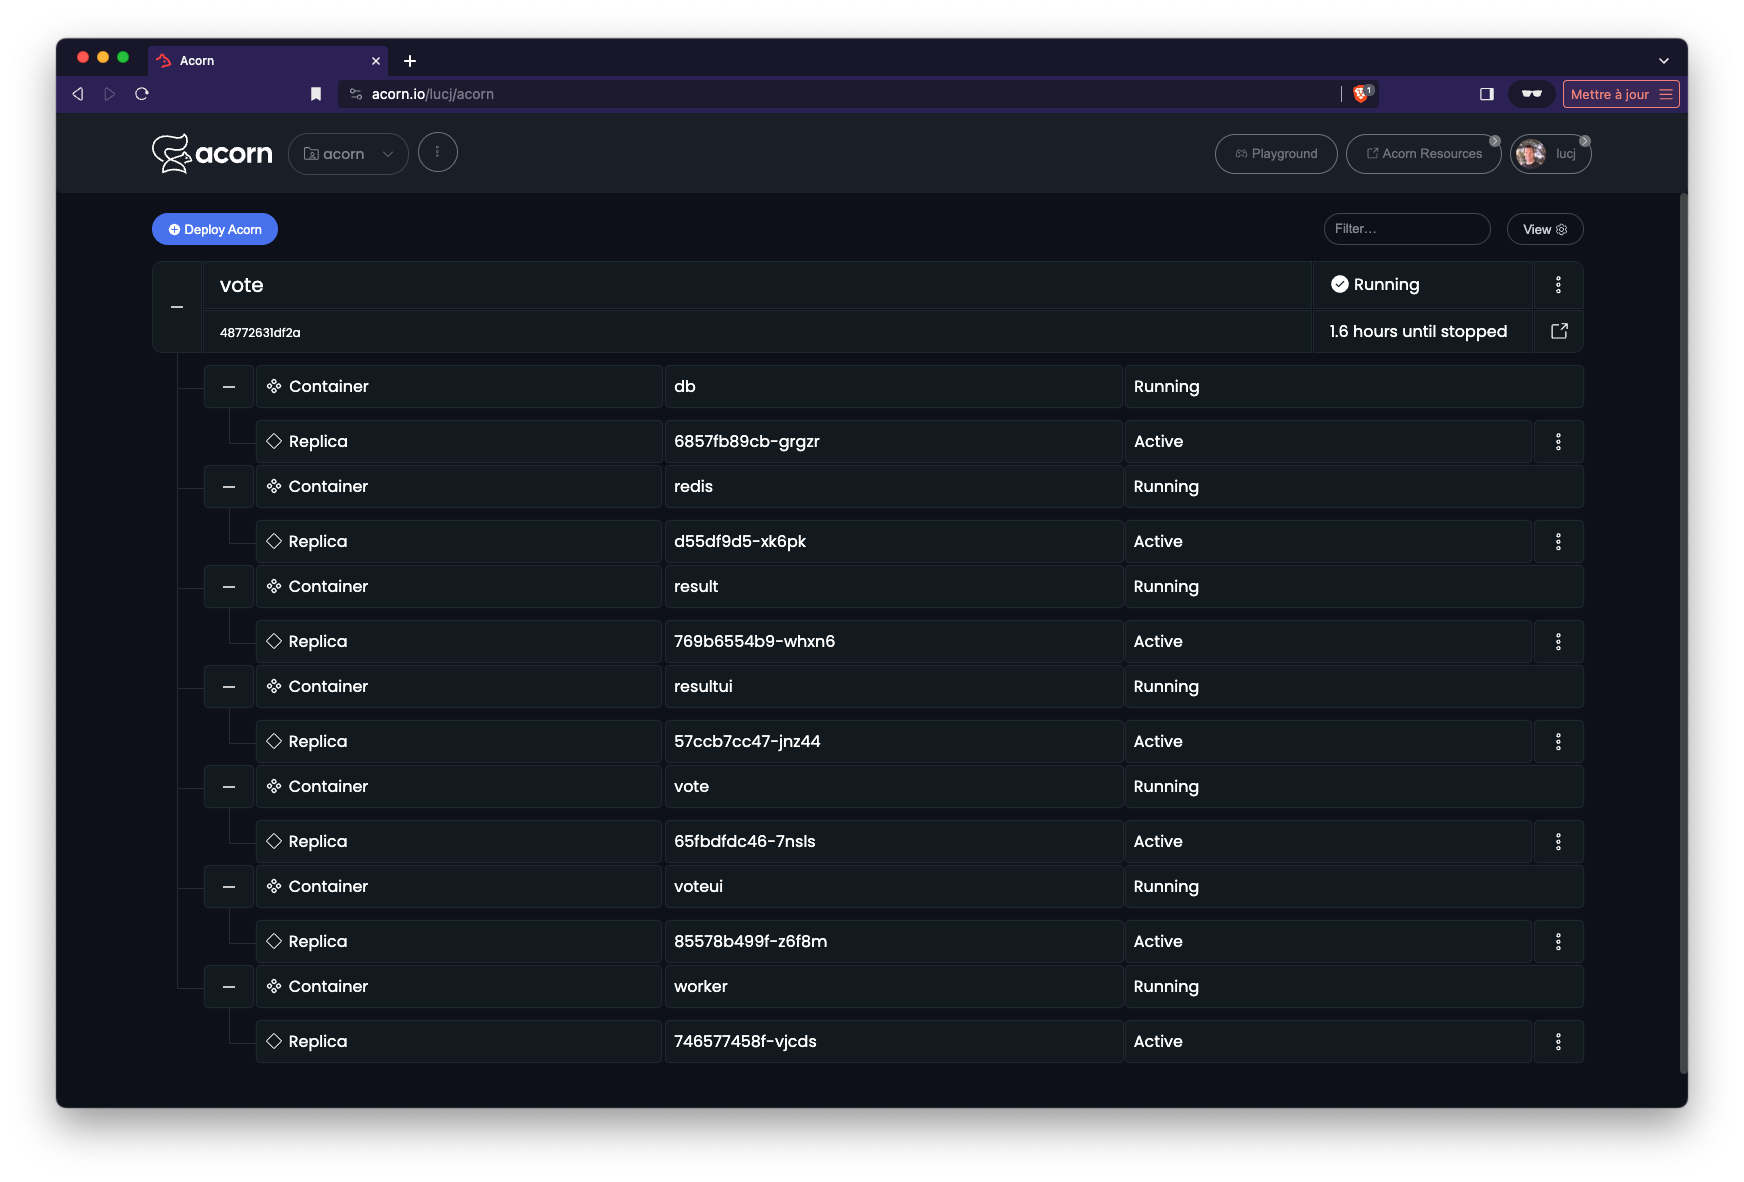 Acorn
acorn.io/lucj/acorn
1
Mettre à jour
acorn
acorn
Playground
Acorn Resources
lucj
Deploy Acorn
Filter...
View
vote
Running
48772631df2a
1.6 hours until stopped
Container db Running
Replica 6857fb89cb-grgzr Active
Container redis Running
Replica d55df9d5-xk6pk Active
Container result Running
Replica 769b6554b9-whxn6 Active
Container resultui Running
Replica 57ccb7cc47-jnz44 Active
Container vote Running
Replica 65fbdfdc46-7nsls Active
Container voteui Running
Replica 85578b499f-z6f8m Active
Container worker Running
Replica 746577458f-vjcds Active